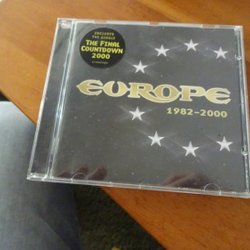 INCLUDES
THE SINGLE
THE FINAL
COUNTDOWN
2000
EUROPE
1982-2000